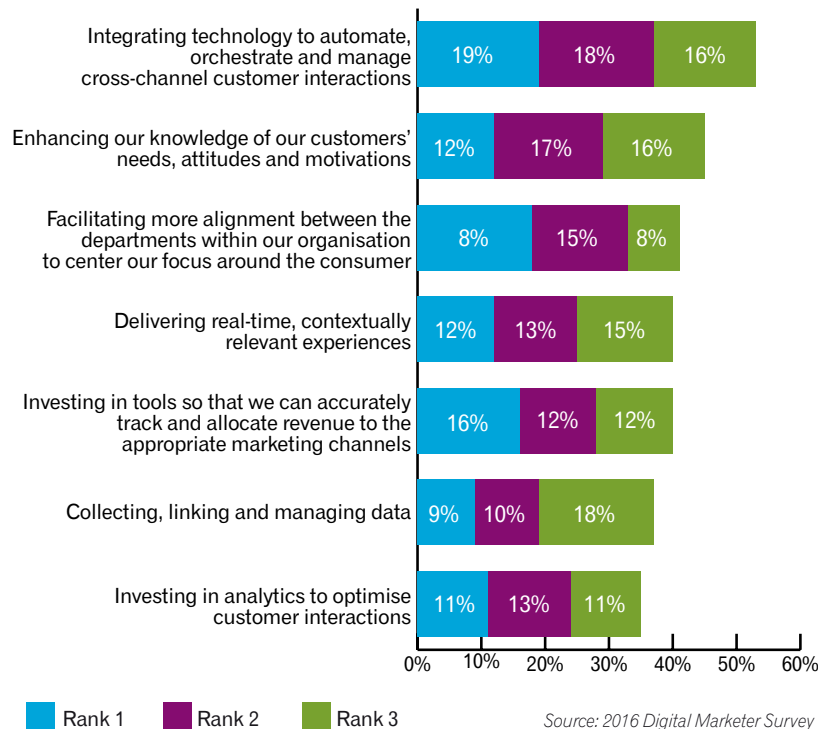 Integrating technology to automate,
orchestrate and manage
cross-channel customer interactions
19% 18% 16%
Enhancing our knowledge of our customers’
needs, attitudes and motivations
12% 17% 16%
Facilitating more alignment between the
departments within our organisation
to center our focus around the consumer
8% 15% 8%
Delivering real-time, contextually
relevant experiences
12% 13% 15%
Investing in tools so that we can accurately
track and allocate revenue to the
appropriate marketing channels
16% 12% 12%
Collecting, linking and managing data
9% 10% 18%
Investing in analytics to optimise
customer interactions
11% 13% 11%
0% 10% 20% 30% 40% 50% 60%
Rank 1 Rank 2 Rank 3
Source: 2016 Digital Marketer Survey